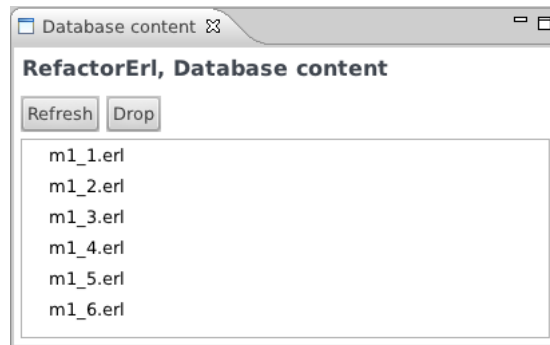 Database content
RefactorErl, Database content
Refresh Drop
m1_1.erl
m1_2.erl
m1_3.erl
m1_4.erl
m1_5.erl
m1_6.erl